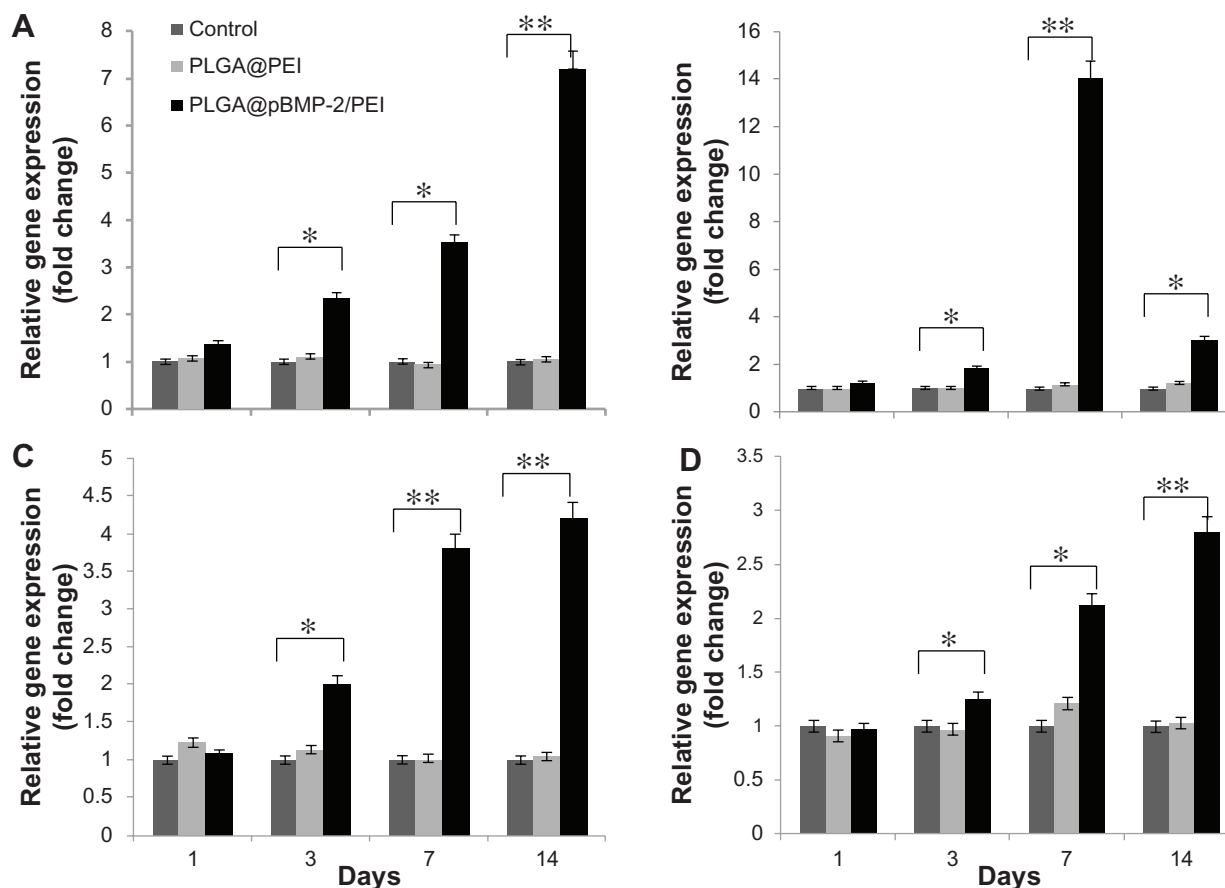 A
Relative gene expression
(fold change)
8
7
6
5
4
3
2
1
0
Control
PLGA@PEI
PLGA@pBMP-2/PEI
*
*
**
Relative gene expression
(fold change)
16
14
12
10
8
6
4
2
0
*
**
*
C
Relative gene expression
(fold change)
5
4.5
4
3.5
3
2.5
2
1.5
1
0.5
0
*
**
**
1 3 7 14
Days
D
Relative gene expression
(fold change)
3.5
3
2.5
2
1.5
1
0.5
0
*
*
**
1 3 7 14
Days